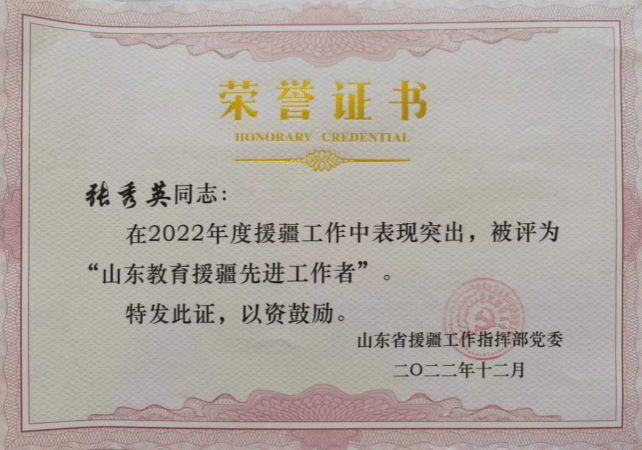 荣誉证书
HONORARY CREDENTIAL
张秀英同志：
在2022年度援疆工作中表现突出，被评为
“山东教育援疆先进工作者”。
特发此证，以资鼓励。
山东省援疆工作指挥部党委
二〇二二年十二月